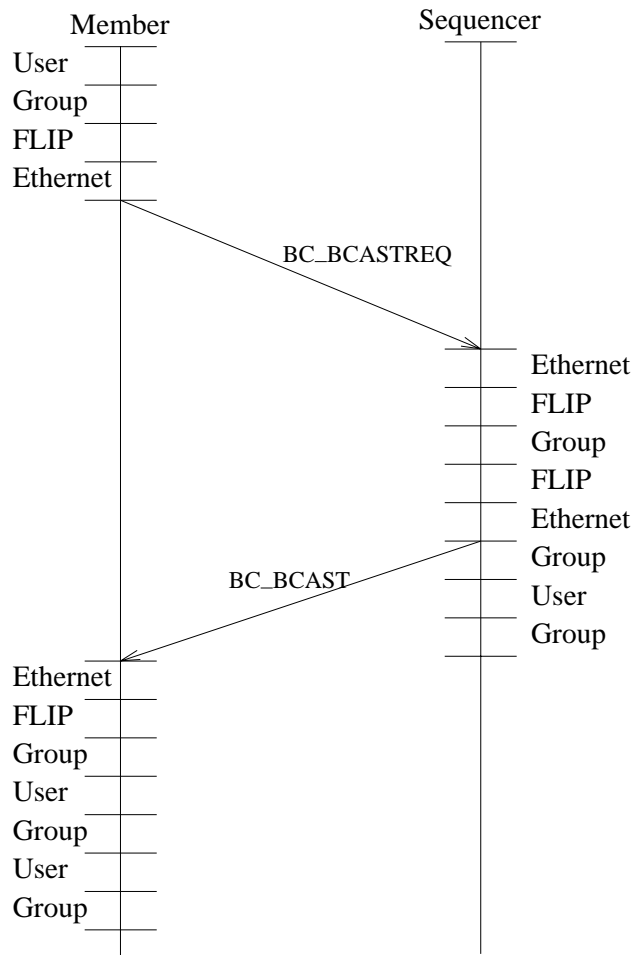 Member
Sequencer
User
Group
FLIP
Ethernet
BC_BCASTREQ
Ethernet
FLIP
Group
FLIP
Ethernet
Group
User
Group
BC_BCAST
Ethernet
FLIP
Group
User
Group
User
Group